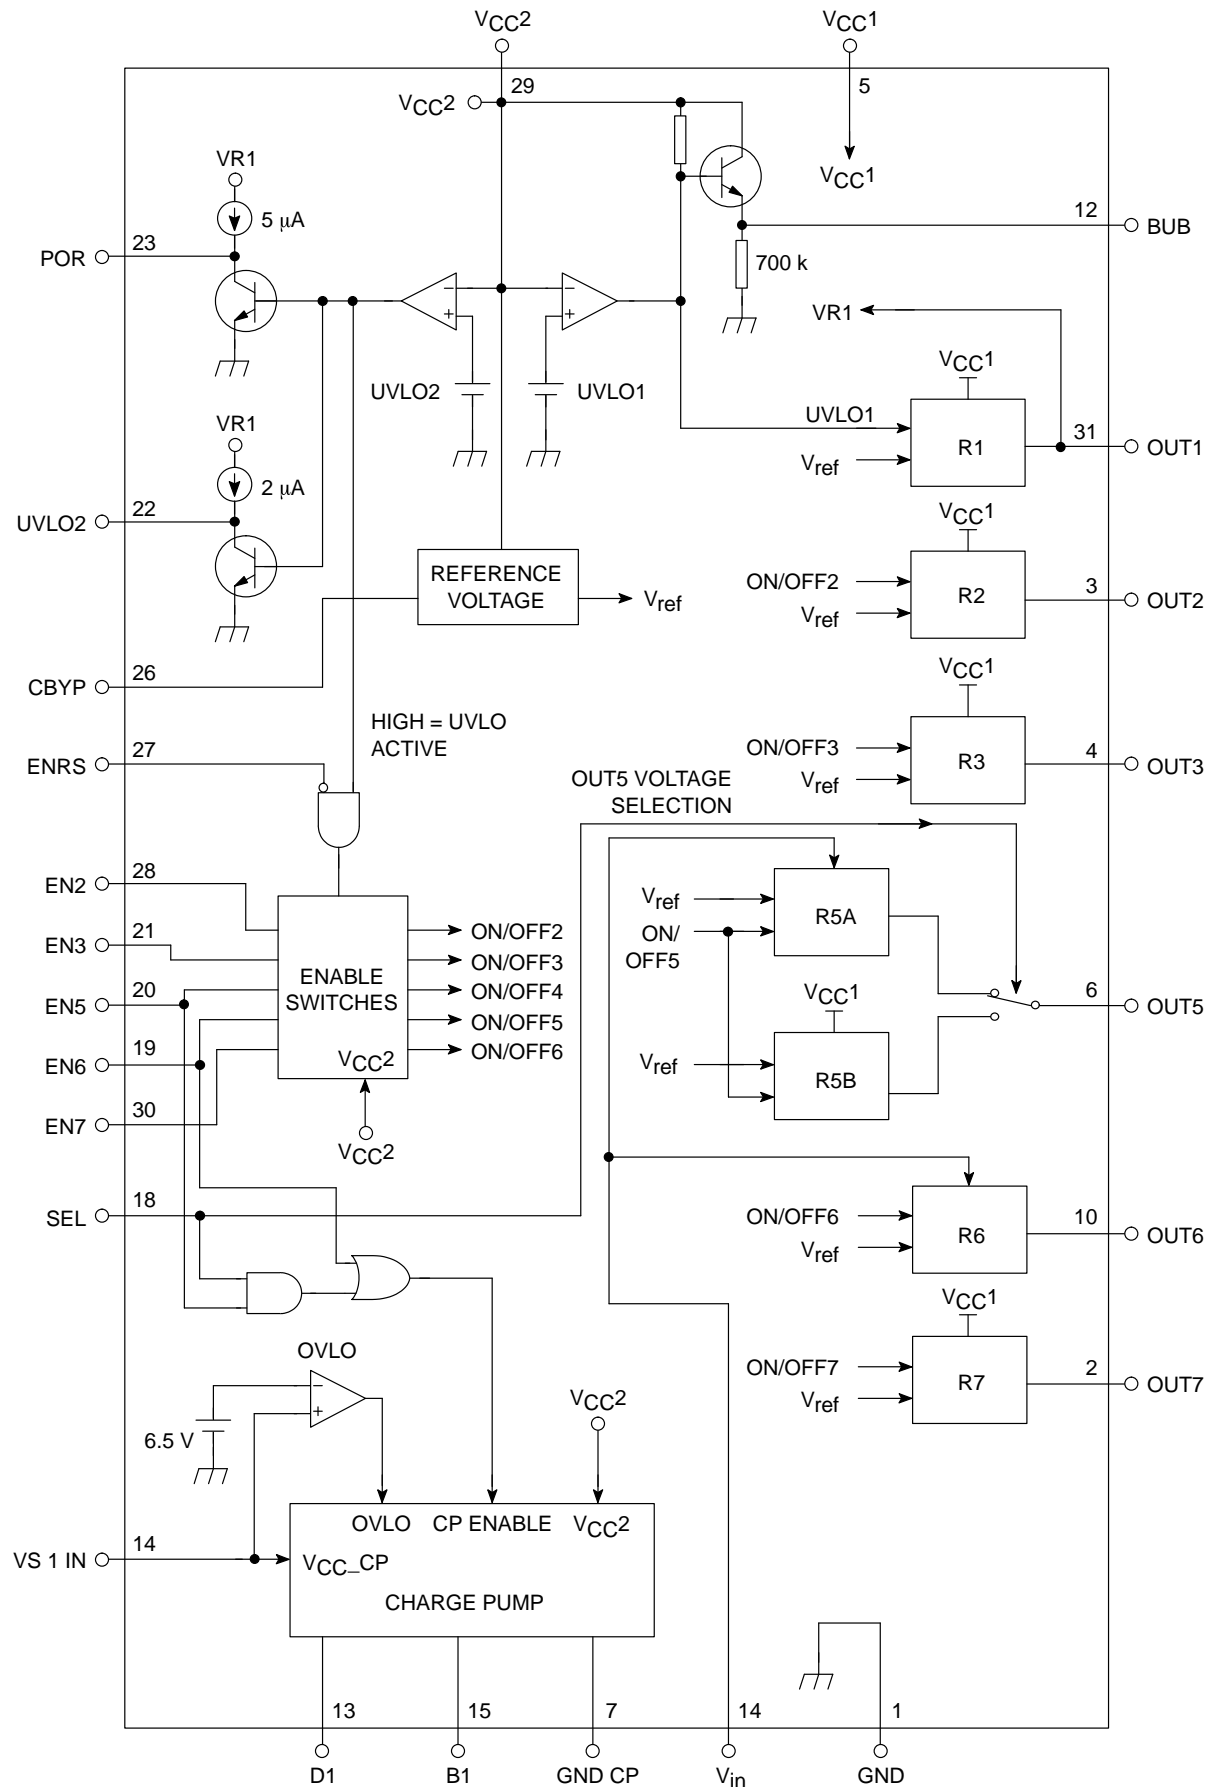 VCC2
VCC1
29
5
VCC2
VCC1
VR1
5 μA
23
POR
12
BUB
700 k
VR1
VCC1
UVLO2
UVLO1
UVLO1
R1
31
OUT1
Vref
VR1
2 μA
22
UVLO2
VCC1
REFERENCE
VOLTAGE
Vref
ON/OFF2
Vref
R2
3
OUT2
26
CBYP
VCC1
HIGH = UVLO
ACTIVE
27
ENRS
ON/OFF3
Vref
R3
4
OUT3
OUT5 VOLTAGE
SELECTION
28
EN2
21
EN3
20
EN5
19
EN6
30
EN7
ENABLE
SWITCHES
VCC2
VCC2
ON/OFF2
ON/OFF3
ON/OFF4
ON/OFF5
ON/OFF6
Vref
ON/
OFF5
R5A
VCC1
6
OUT5
Vref
R5B
18
SEL
ON/OFF6
Vref
R6
10
OUT6
VCC1
OVLO
ON/OFF7
Vref
R7
2
OUT7
6.5 V
VCC2
14
VS 1 IN
OVLO
CP ENABLE
VCC2
VCC_CP
CHARGE PUMP
13
15
7
14
1
D1
B1
GND CP
Vin
GND